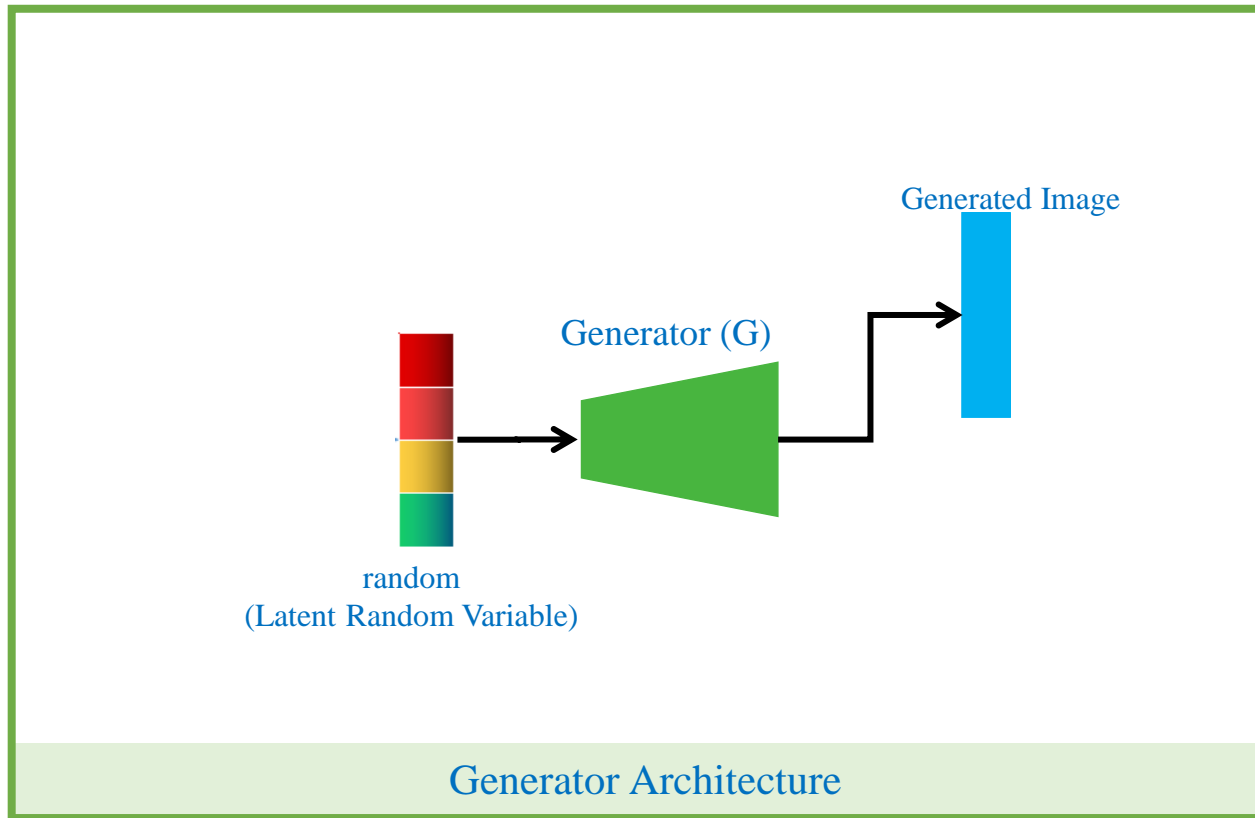 Generated Image
Generator (G)
random
(Latent Random Variable)
Generator Architecture